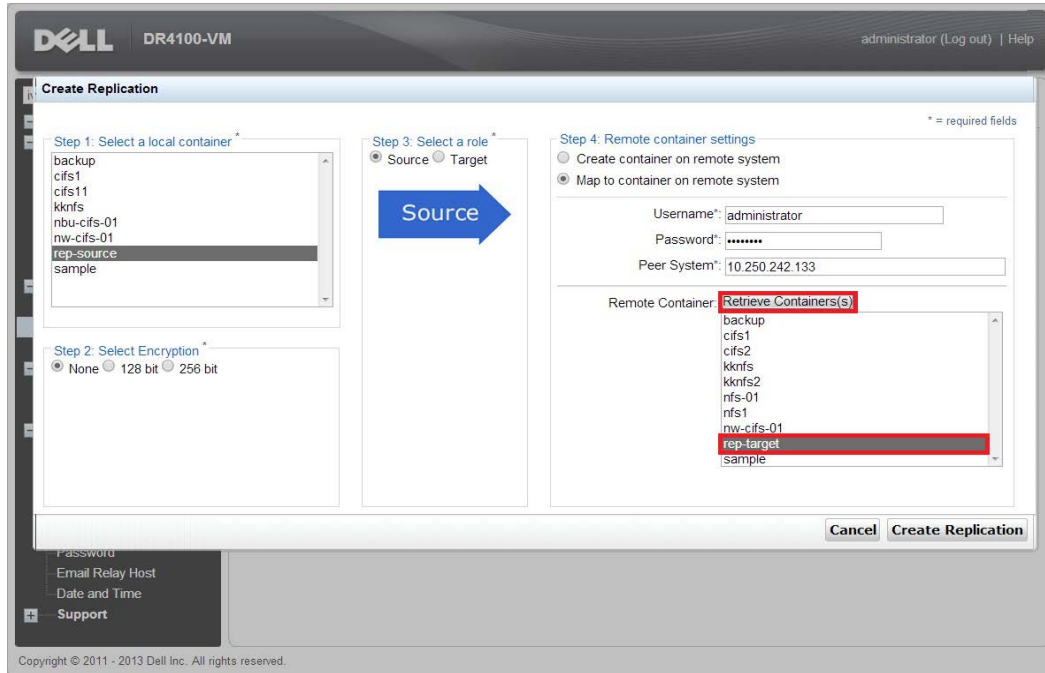 DELL DR4100-VM
administrator (Log out) | Help
Create Replication
* = required fields
Step 1: Select a local container *
backup
cifs1
cifs11
kknfs
nbu-cifs-01
nw-cifs-01
rep-source
sample
Step 2: Select Encryption *
None 128 bit 256 bit
Step 3: Select a role *
Source Target
Source
Step 4: Remote container settings
Create container on remote system
Map to container on remote system
Username*: administrator
Password*: ••••••••
Peer System*: 10.250.242.133
Remote Container: Retrieve Containers(s)
backup
cifs1
cifs2
kknfs
kknfs2
nfs-01
nfs1
nw-cifs-01
rep-target
sample
Cancel Create Replication
Password
Email Relay Host
Date and Time
Support
Copyright © 2011 - 2013 Dell Inc. All rights reserved.